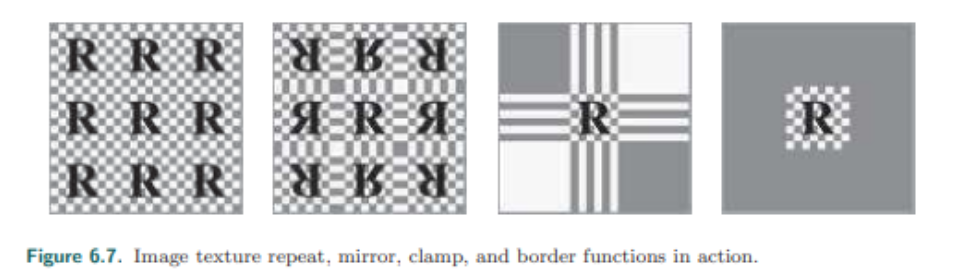 R R R R R R
R R R R R R R R
R R R R R R
Figure 6.7. Image texture repeat, mirror, clamp, and border functions in action.